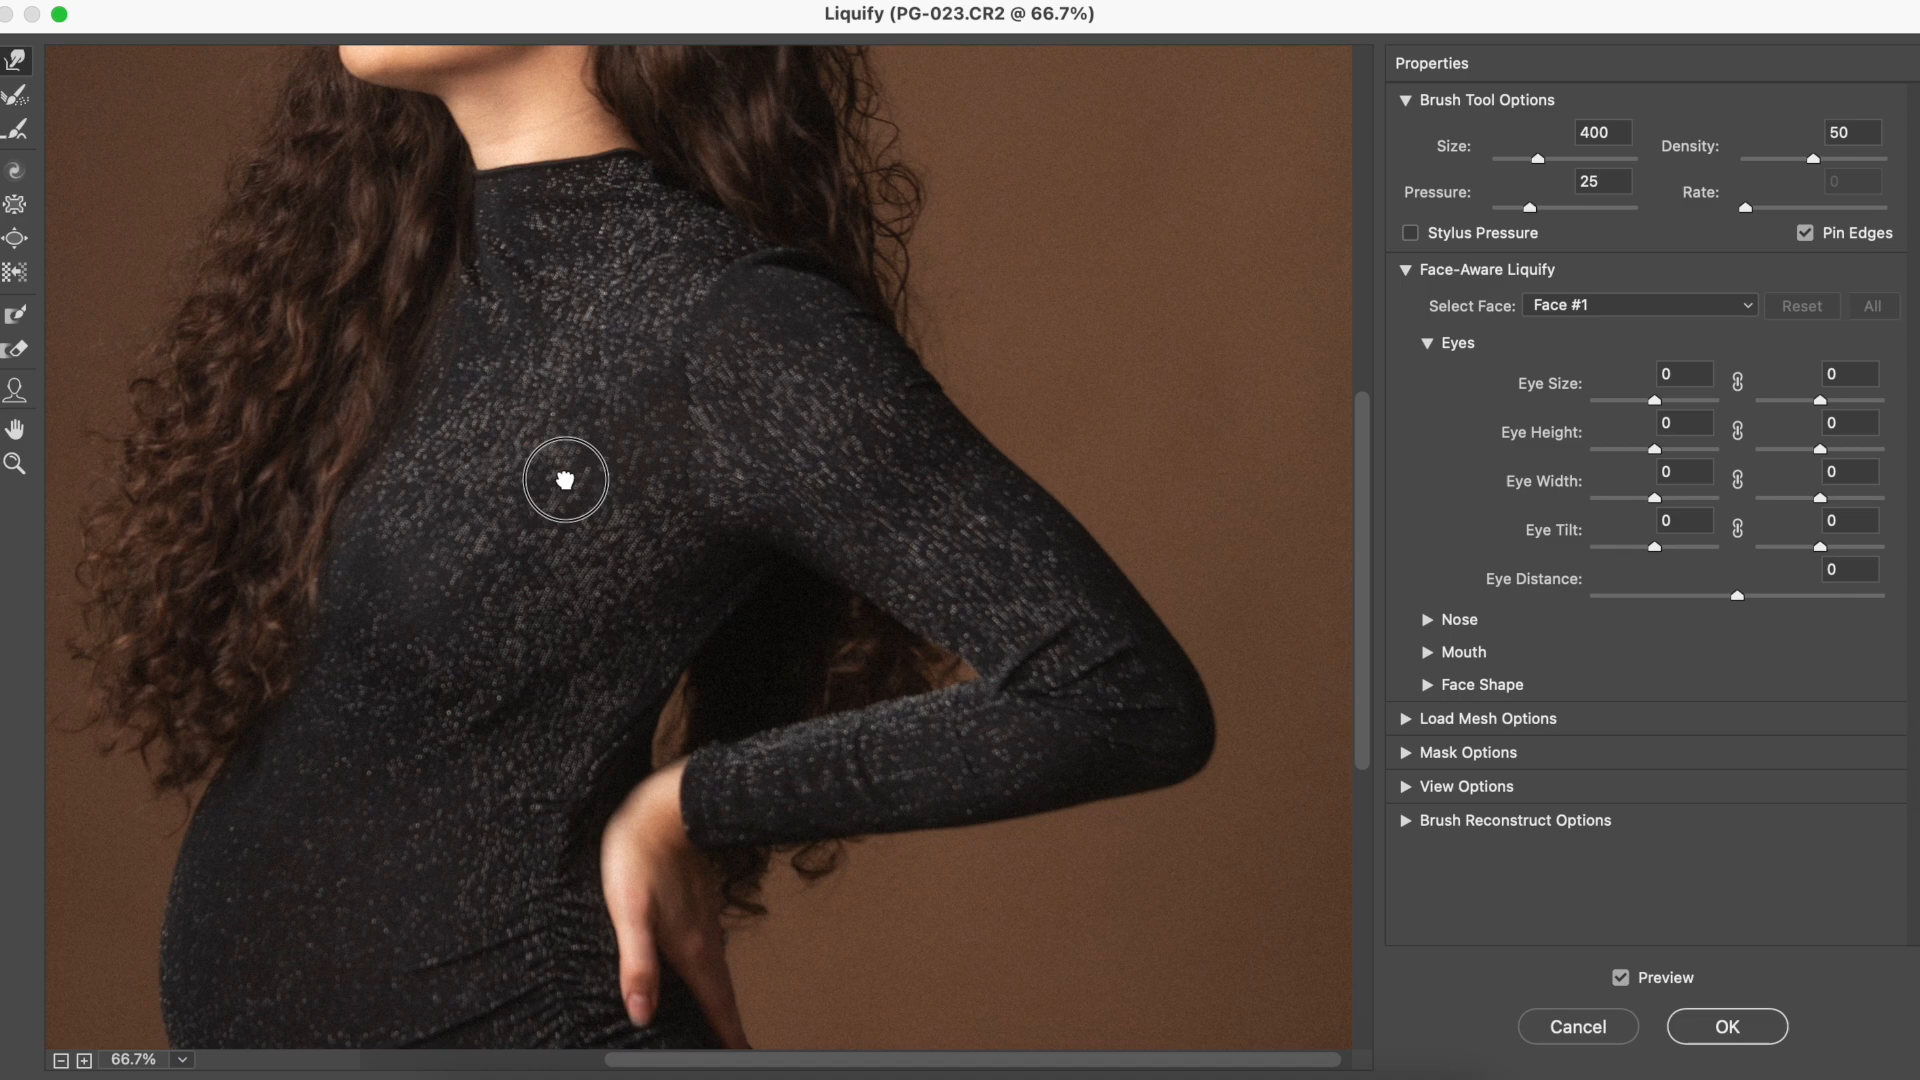 Liquify (PG-023.CR2 @ 66.7%)
Properties
Brush Tool Options
Size: 400 Density: 50
Pressure: 25 Rate: 0
Stylus Pressure Pin Edges
Face-Aware Liquify
Select Face: Face #1 Reset All
Eyes
Eye Size: 0 0
Eye Height: 0 0
Eye Width: 0 0
Eye Tilt: 0 0
Eye Distance: 0
Nose
Mouth
Face Shape
Load Mesh Options
Mask Options
View Options
Brush Reconstruct Options
Preview
Cancel OK
66.7%